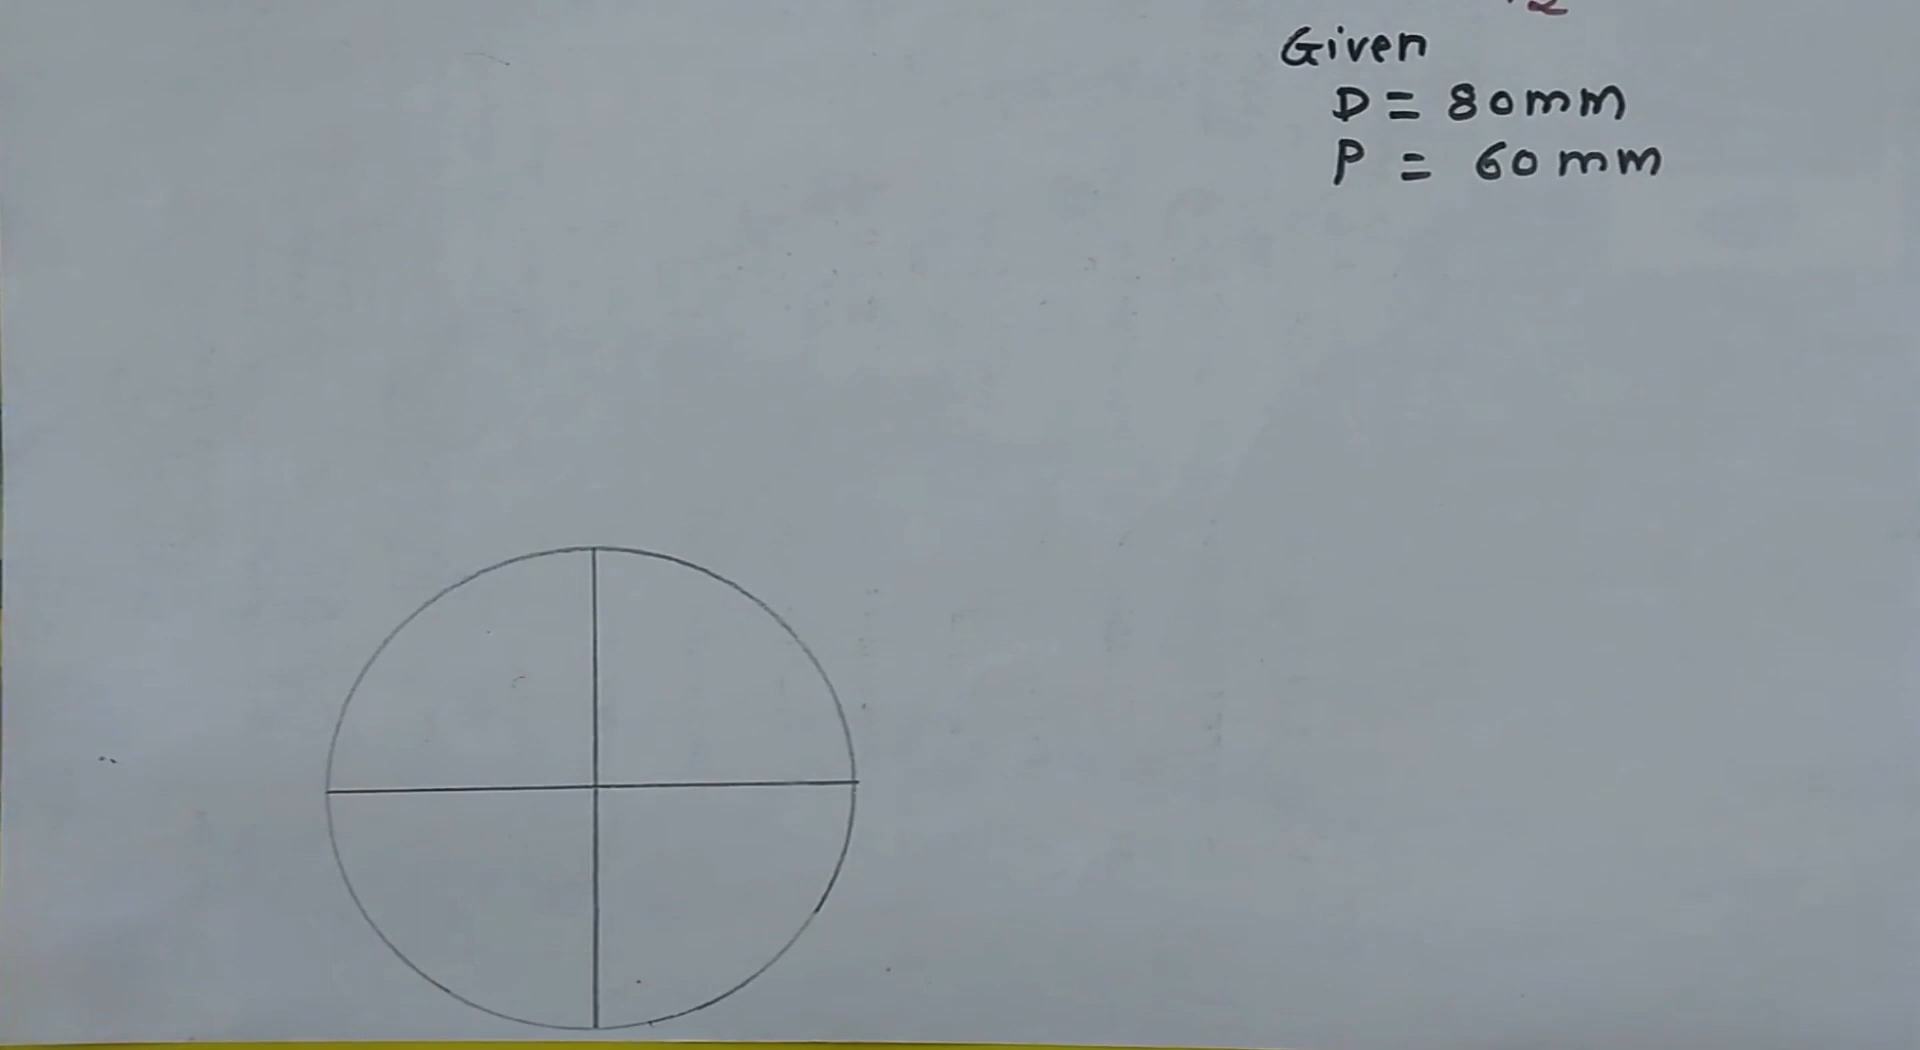 Given
D = 80mm
P = 60mm